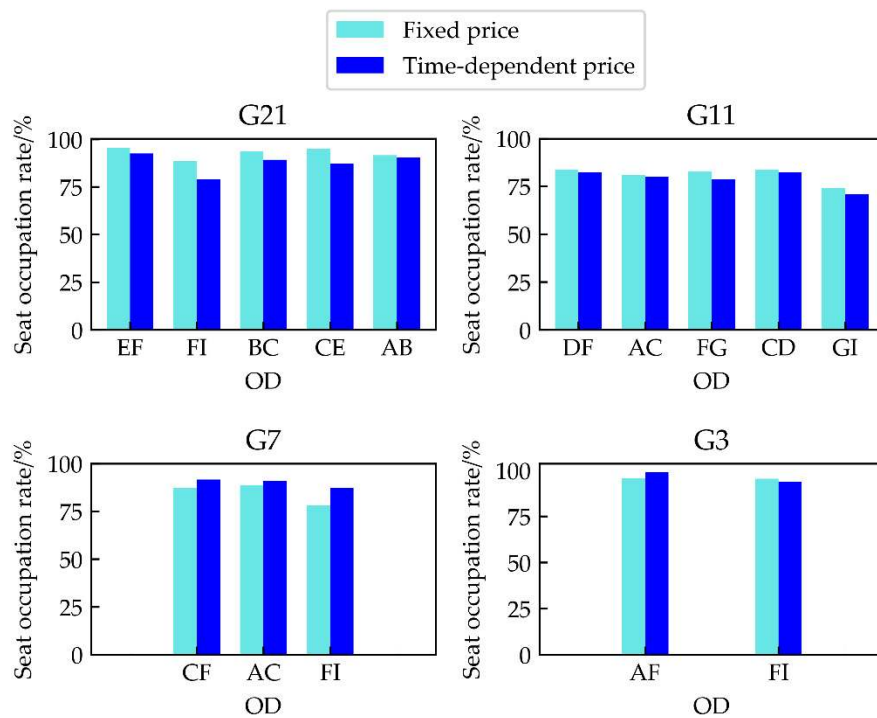 Fixed price
Time-dependent price
G21
Seat occupation rate/%
100
75
50
25
0
EF FI BC CE AB
OD
G11
Seat occupation rate/%
100
75
50
25
0
DF AC FG CD GI
OD
G7
Seat occupation rate/%
100
75
50
25
0
CF AC FI
OD
G3
Seat occupation rate/%
100
75
50
25
0
AF FI
OD